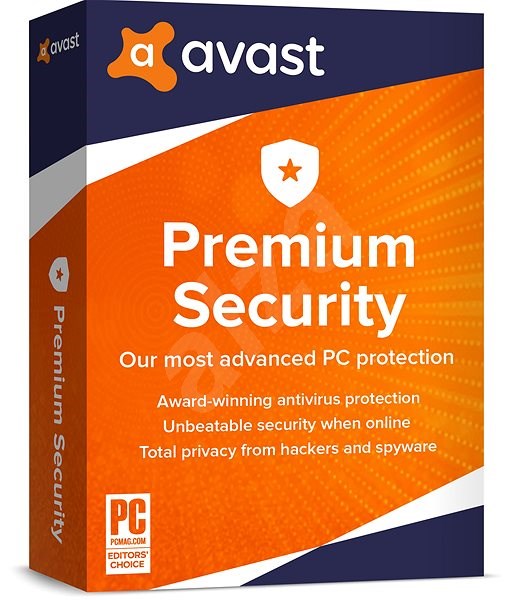 avast
avast
Premium
Security
Our most advanced PC protection
Award-winning antivirus protection
Unbeatable security when online
Total privacy from hackers and spyware
Premium Security
PC
PCMAG.COM
EDITORS'
CHOICE
alza